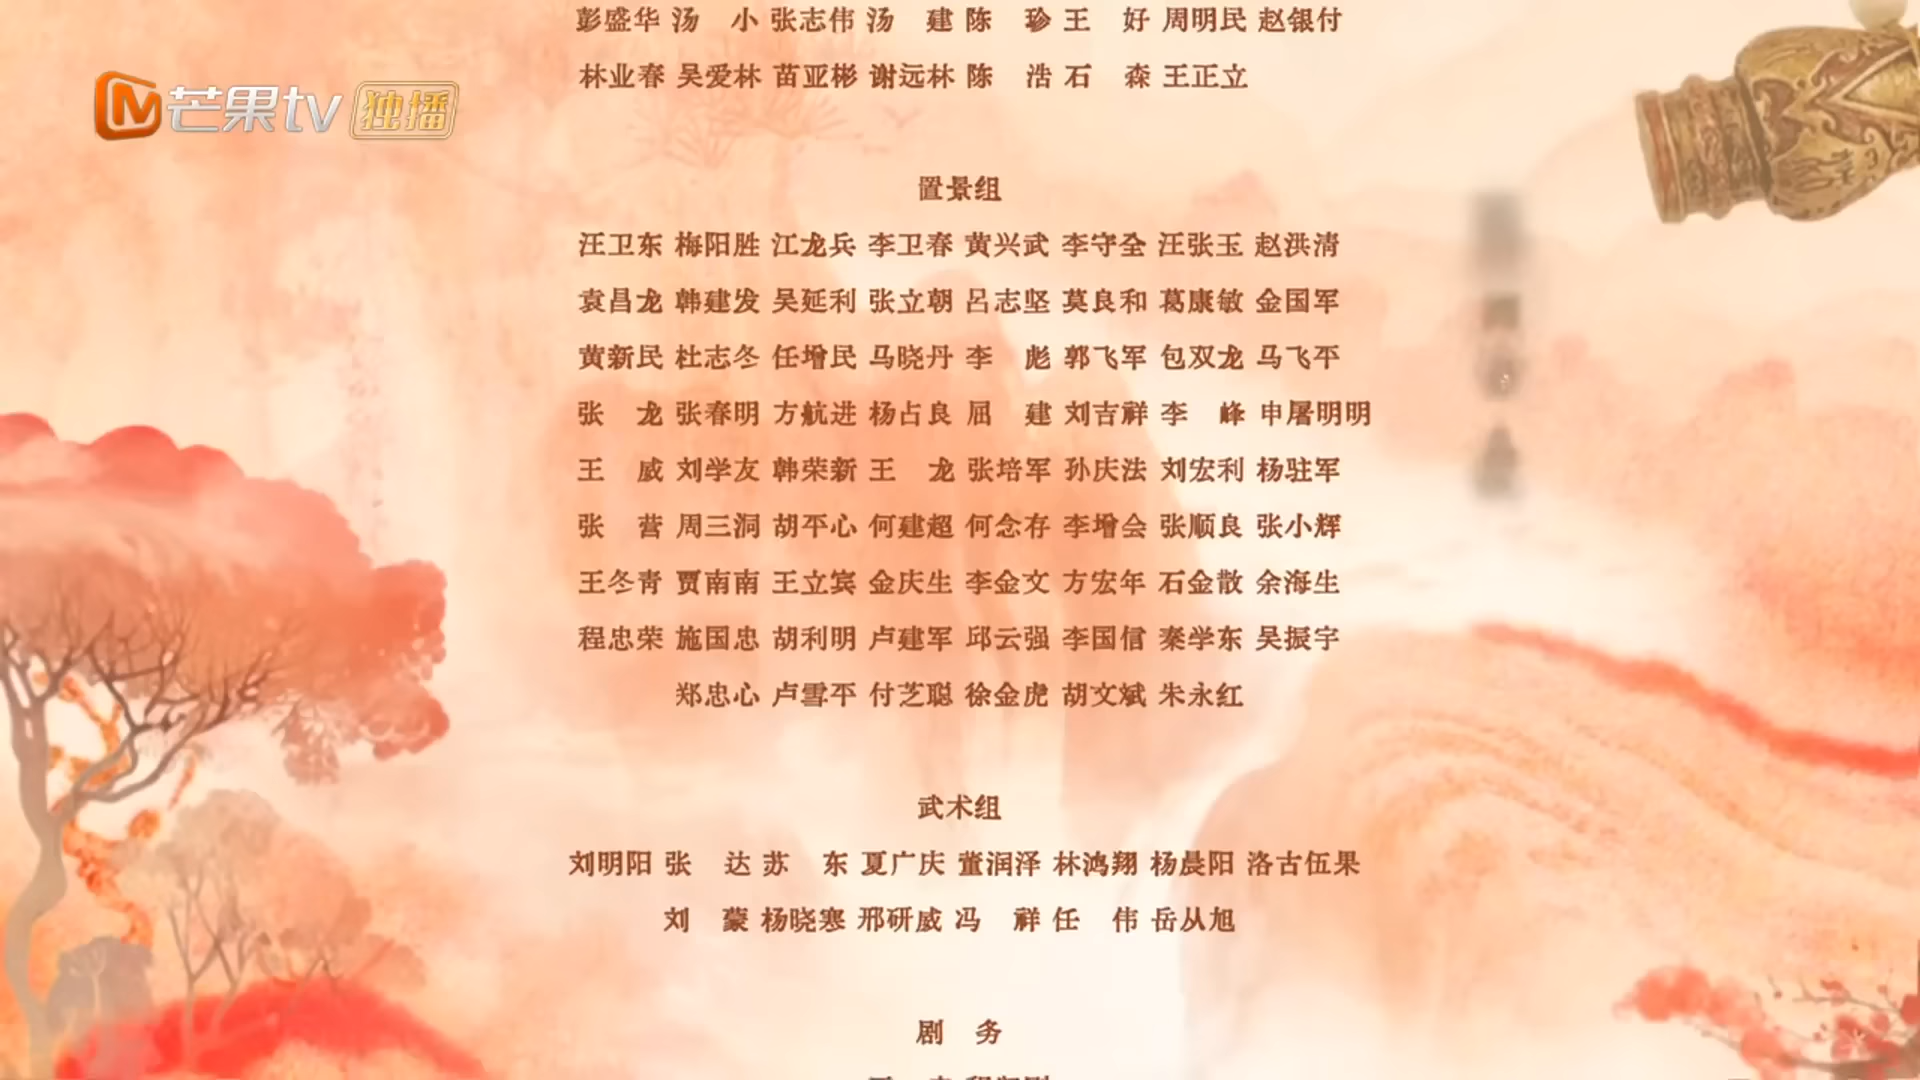 彭盛华 汤　小 张志伟 汤　建 陈　珍 王　好 周明民 赵银付
林业春 吴爱林 苗亚彬 谢远林 陈　浩 石　森 王正立
芒果tv 独播
置景组
汪卫东 梅阳胜 江龙兵 李卫春 黄兴武 李守全 汪张玉 赵洪清
袁昌龙 韩建发 吴延利 张立朝 吕志坚 莫良和 葛康敏 金国军
黄新民 杜志冬 任增民 马晓丹 李　彪 郭飞军 包双龙 马飞平
张　龙 张春明 方航进 杨占良 屈　建 刘吉祥 李　峰 申屠明明
王　威 刘学友 韩荣新 王　龙 张培军 孙庆法 刘宏利 杨驻军
张　营 周三洞 胡平心 何建超 何念存 李增会 张顺良 张小辉
王冬青 贾南南 王立宾 金庆生 李金文 方宏年 石金散 余海生
程忠荣 施国忠 胡利明 卢建军 邱云强 李国信 秦学东 吴振宇
郑忠心 卢雪平 付芝聪 徐金虎 胡文斌 朱永红
武术组
刘明阳 张　达 苏　东 夏广庆 董润泽 林鸿翔 杨晨阳 洛古伍果
刘　蒙 杨晓寒 邢研威 冯　祥 任　伟 岳从旭
剧　务